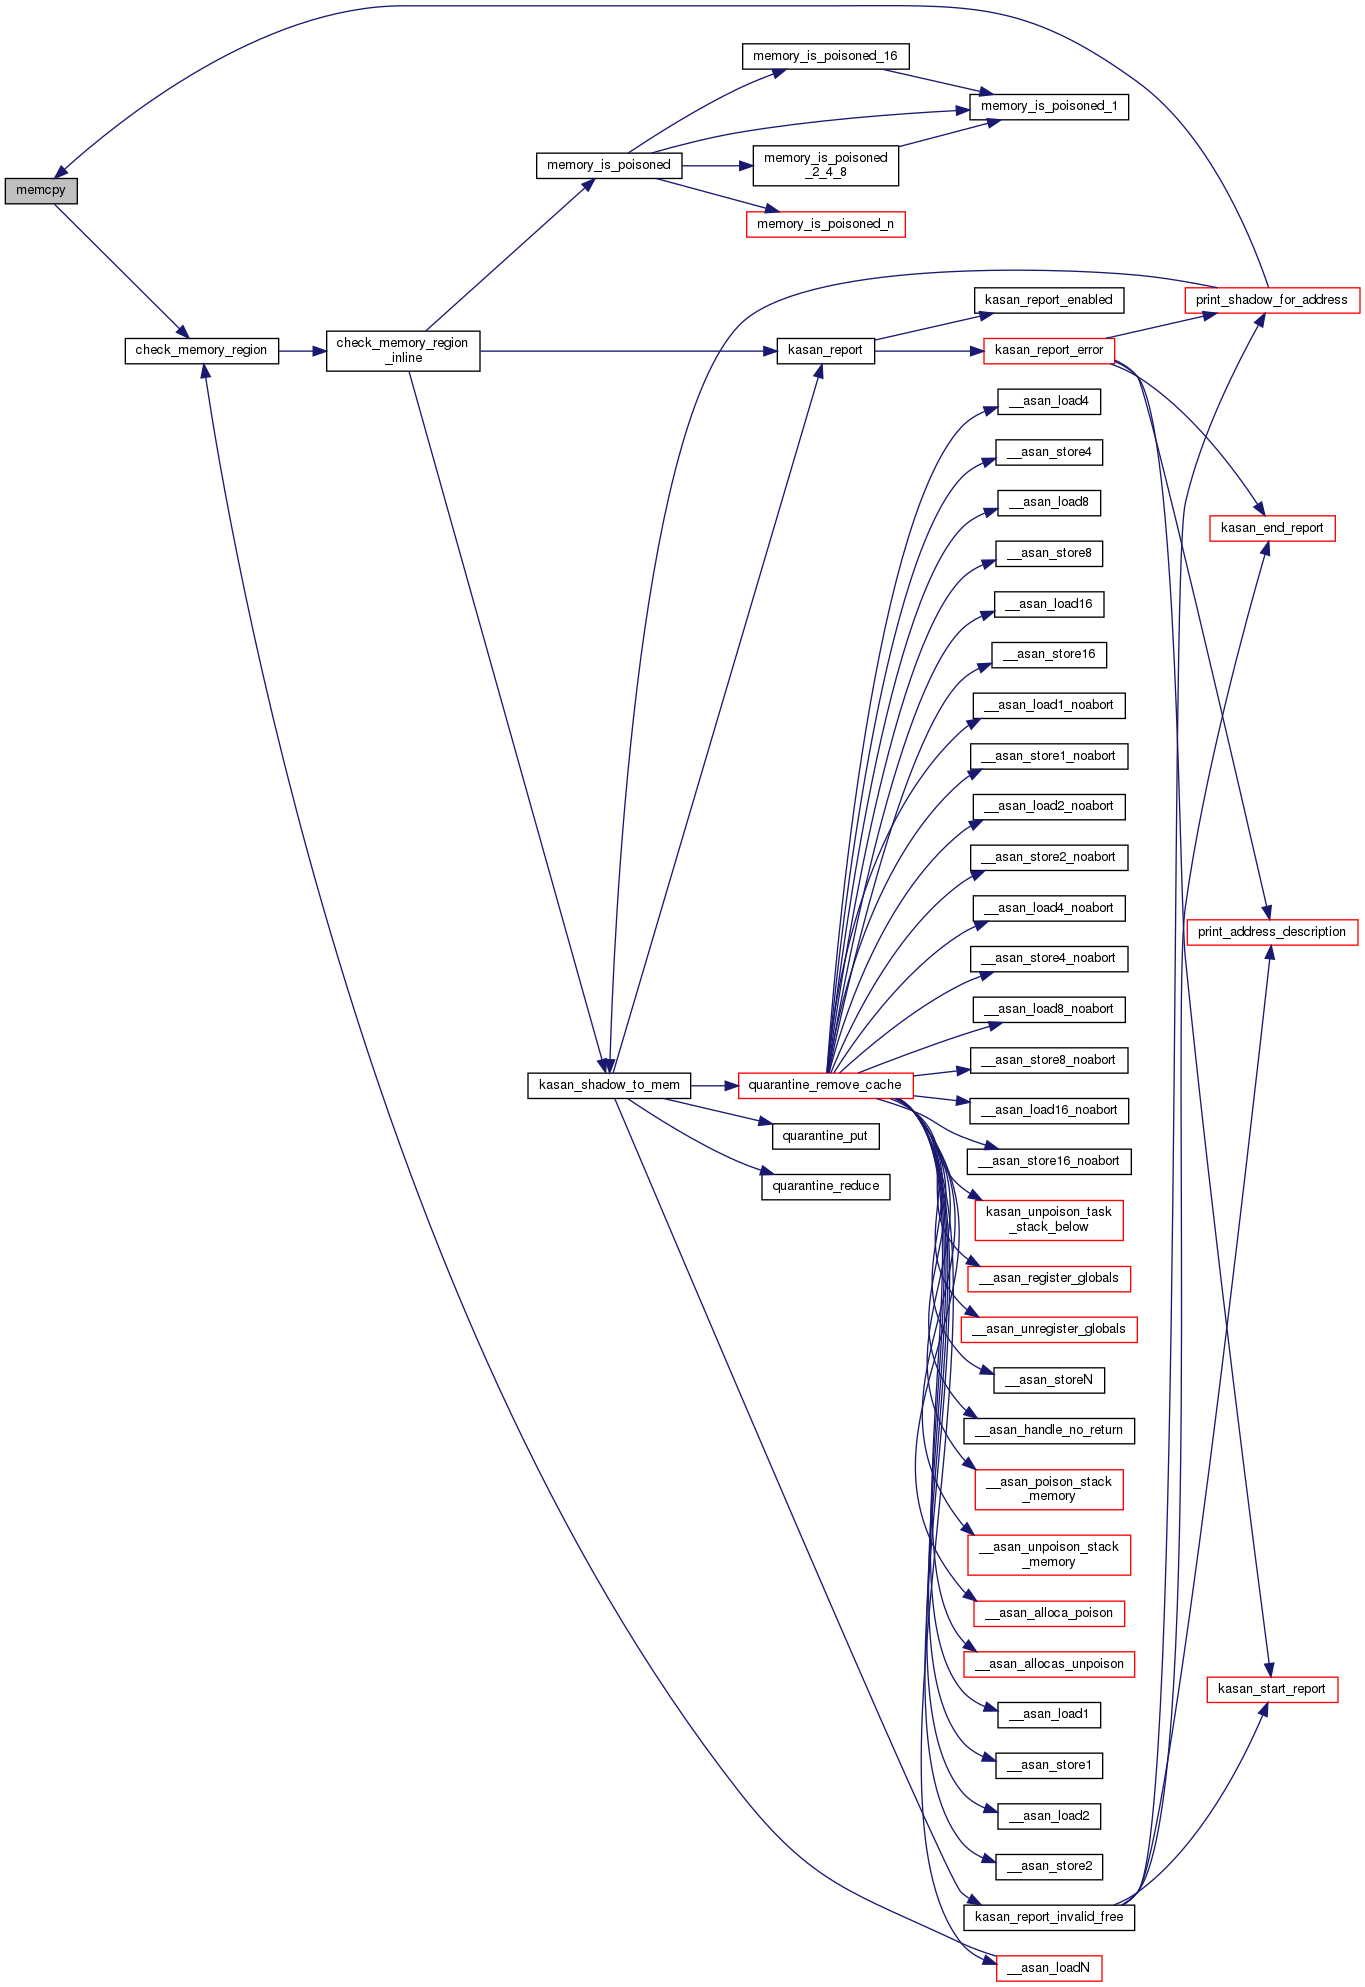 memory_is_poisoned_16
memory_is_poisoned_1
memory_is_poisoned
memory_is_poisoned
_2_4_8
memcpy
memory_is_poisoned_n
kasan_report_enabled
print_shadow_for_address
check_memory_region
check_memory_region
_inline
kasan_report
kasan_report_error
__asan_load4
__asan_store4
__asan_load8
kasan_end_report
__asan_store8
__asan_load16
__asan_store16
__asan_load1_noabort
__asan_store1_noabort
__asan_load2_noabort
__asan_store2_noabort
__asan_load4_noabort
print_address_description
__asan_store4_noabort
__asan_load8_noabort
__asan_store8_noabort
kasan_shadow_to_mem
quarantine_remove_cache
__asan_load16_noabort
quarantine_put
__asan_store16_noabort
quarantine_reduce
kasan_unpoison_task
_stack_below
__asan_register_globals
__asan_unregister_globals
__asan_storeN
__asan_handle_no_return
__asan_poison_stack
_memory
__asan_unpoison_stack
_memory
__asan_alloca_poison
__asan_allocas_unpoison
kasan_start_report
__asan_load1
__asan_store1
__asan_load2
__asan_store2
kasan_report_invalid_free
__asan_loadN